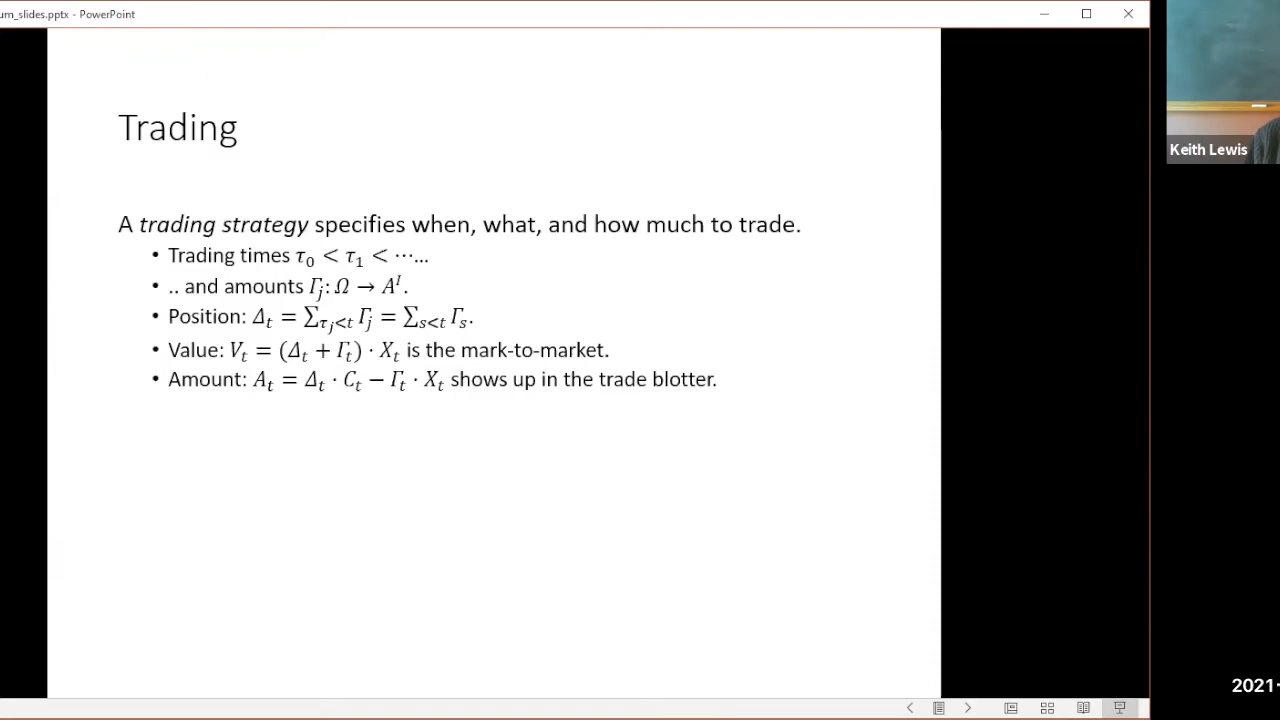 um_slides.pptx - PowerPoint
Trading
A trading strategy specifies when, what, and how much to trade.
• Trading times τ₀ < τ₁ < ⋯...
• .. and amounts Γⱼ: Ω → Aᴵ.
• Position: Δₜ = ∑_{τⱼ<t} Γⱼ = ∑_{s<t} Γₛ.
• Value: Vₜ = (Δₜ + Γₜ) · Xₜ is the mark-to-market.
• Amount: Aₜ = Δₜ · Cₜ − Γₜ · Xₜ shows up in the trade blotter.
Keith Lewis
2021-